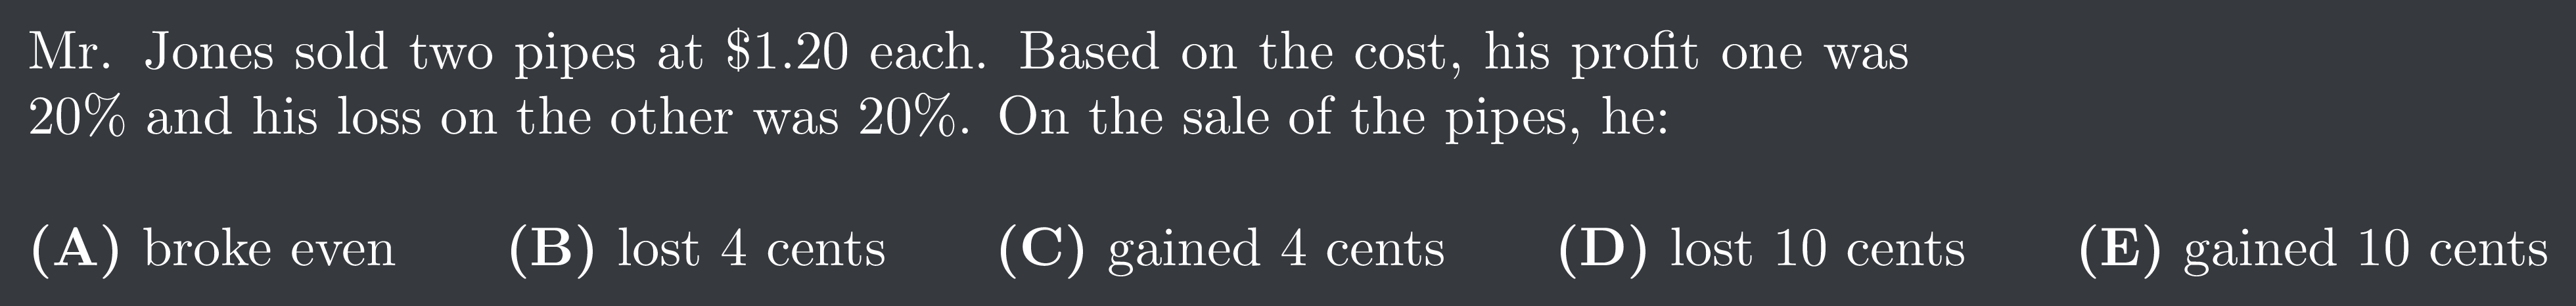 Mr. Jones sold two pipes at $1.20 each. Based on the cost, his profit one was
20% and his loss on the other was 20%. On the sale of the pipes, he:
(A) broke even (B) lost 4 cents (C) gained 4 cents (D) lost 10 cents (E) gained 10 cents